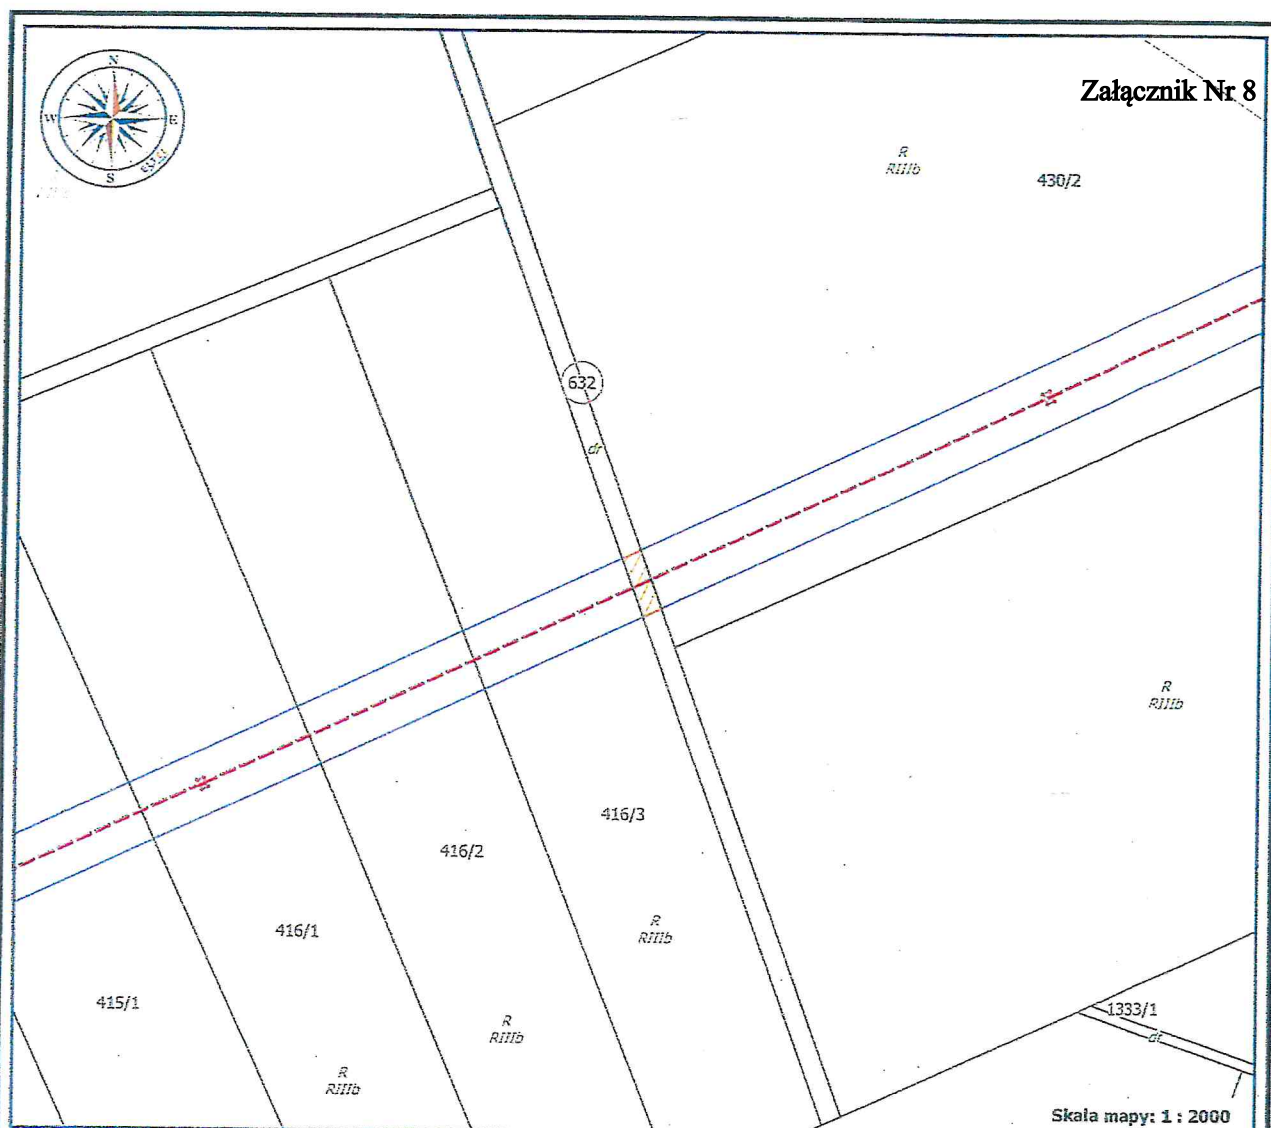 N
W
E
S
Załącznik Nr 8
R
RIIIb
430/2
632
dr
R
RIIIb
416/3
416/2
416/1
415/1
R
RIIIb
R
RIIIb
R
RIIIb
1333/1
dr
Skala mapy: 1 : 2000